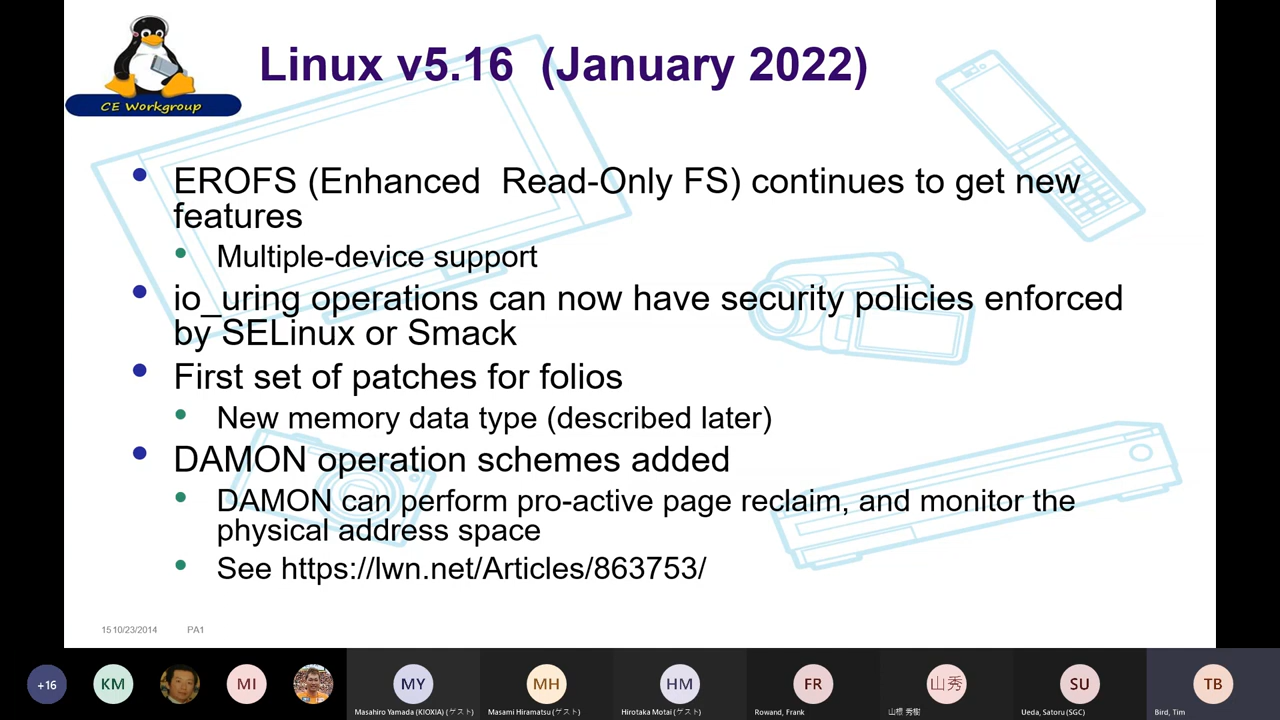 CE Workgroup
Linux v5.16 (January 2022)
EROFS (Enhanced Read-Only FS) continues to get new
features
Multiple-device support
io_uring operations can now have security policies enforced
by SELinux or Smack
First set of patches for folios
New memory data type (described later)
DAMON operation schemes added
DAMON can perform pro-active page reclaim, and monitor the
physical address space
See https://lwn.net/Articles/863753/
15 10/23/2014 PA1
+16 KM MI MY MH HM FR 山秀 SU TB
Masahiro Yamada (KIOXIA) (ゲスト) Masami Hiramatsu (ゲスト) Hirotaka Motai (ゲスト) Rowand, Frank 山根 秀樹 Ueda, Satoru (SGC) Bird, Tim